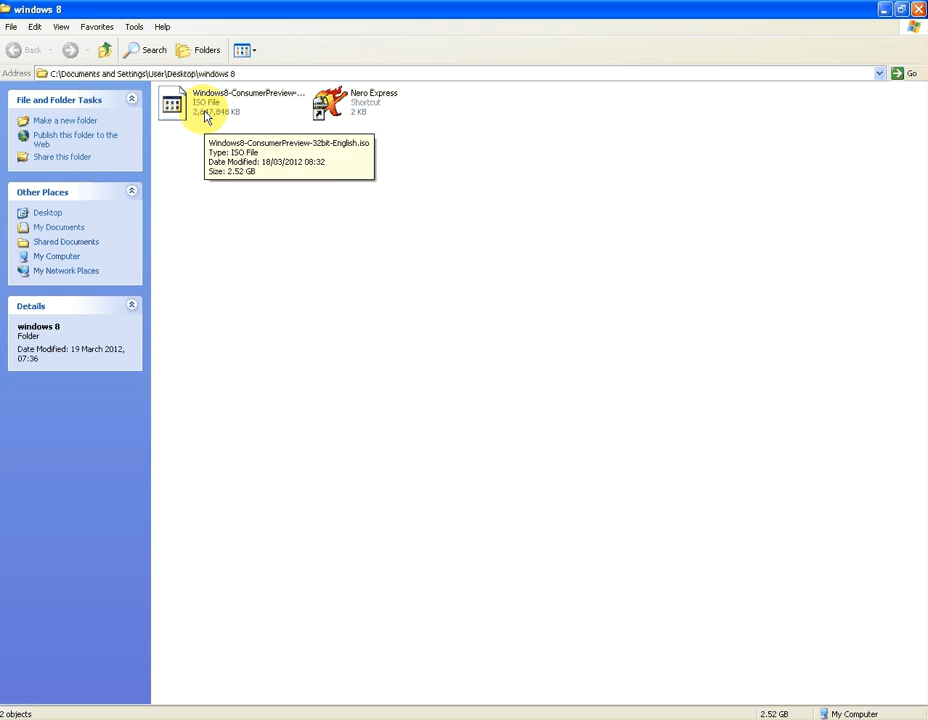 windows 8
File Edit View Favorites Tools Help
Back Search Folders
Address C:\Documents and Settings\User\Desktop\windows 8 Go
File and Folder Tasks
Make a new folder
Publish this folder to the
Web
Share this folder
Other Places
Desktop
My Documents
Shared Documents
My Computer
My Network Places
Details
windows 8
Folder
Date Modified: 19 March 2012,
07:36
Windows8-ConsumerPreview-...
ISO File
KB
Nero Express
Shortcut
2 KB
Windows8-ConsumerPreview-32bit-English.iso
Type: ISO File
Date Modified: 18/03/2012 08:32
Size: 2.52 GB
2 objects 2.52 GB My Computer